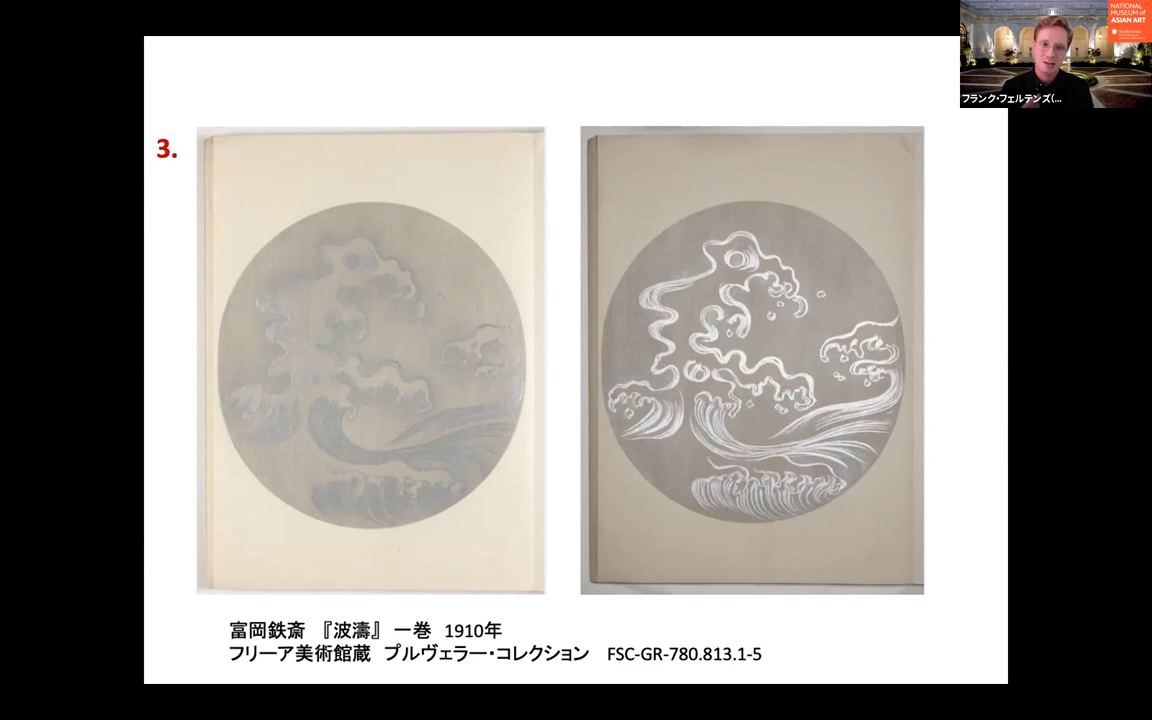 3.
富岡鉄斎 『波濤』 一巻 1910年
フリーア美術館蔵 プルヴェラー・コレクション FSC-GR-780.813.1-5
NATIONAL
MUSEUM of
ASIAN ART
Smithsonian
フランク・フェルテンズ(...